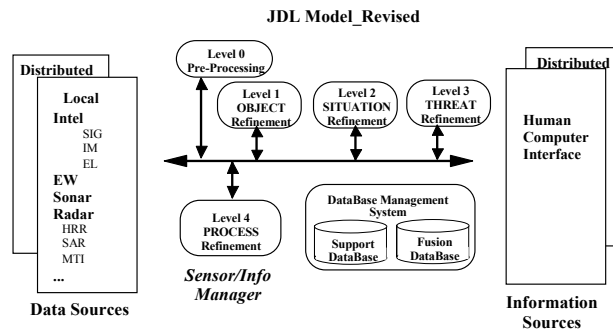 JDL Model_Revised
Distributed
Local
Intel
SIG
IM
EL
EW
Sonar
Radar
HRR
SAR
MTI
...
Data Sources
Level 0
Pre-Processing
Level 1
OBJECT
Refinement
Level 2
SITUATION
Refinement
Level 3
THREAT
Refinement
Level 4
PROCESS
Refinement
Sensor/Info
Manager
DataBase Management
System
Support
DataBase
Fusion
DataBase
Distributed
Human
Computer
Interface
Information
Sources